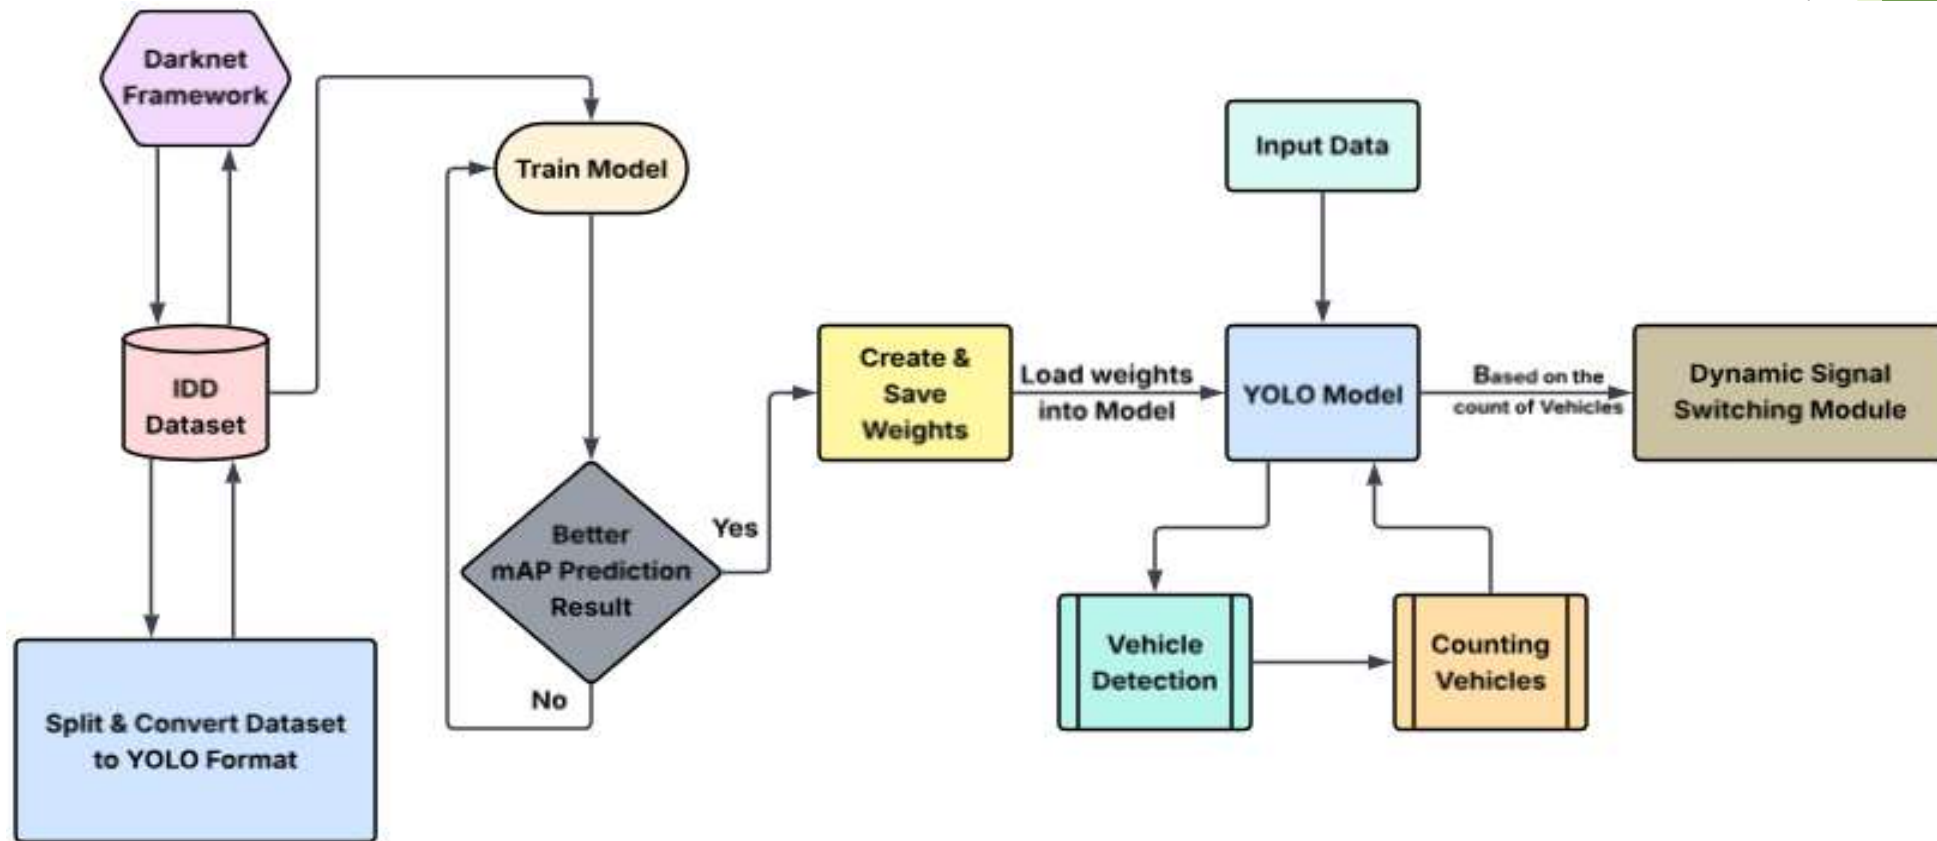 Darknet
Framework
Train Model
Input Data
IDD
Dataset
Create &
Save
Weights
Load weights
into Model
YOLO Model
Based on the
count of Vehicles
Dynamic Signal
Switching Module
Better
mAP Prediction
Result
Yes
No
Vehicle
Detection
Counting
Vehicles
Split & Convert Dataset
to YOLO Format